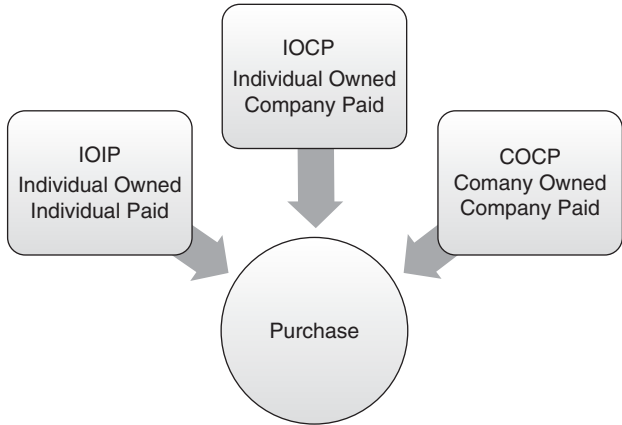 IOCP
Individual Owned
Company Paid
IOIP
Individual Owned
Individual Paid
COCP
Comany Owned
Company Paid
Purchase